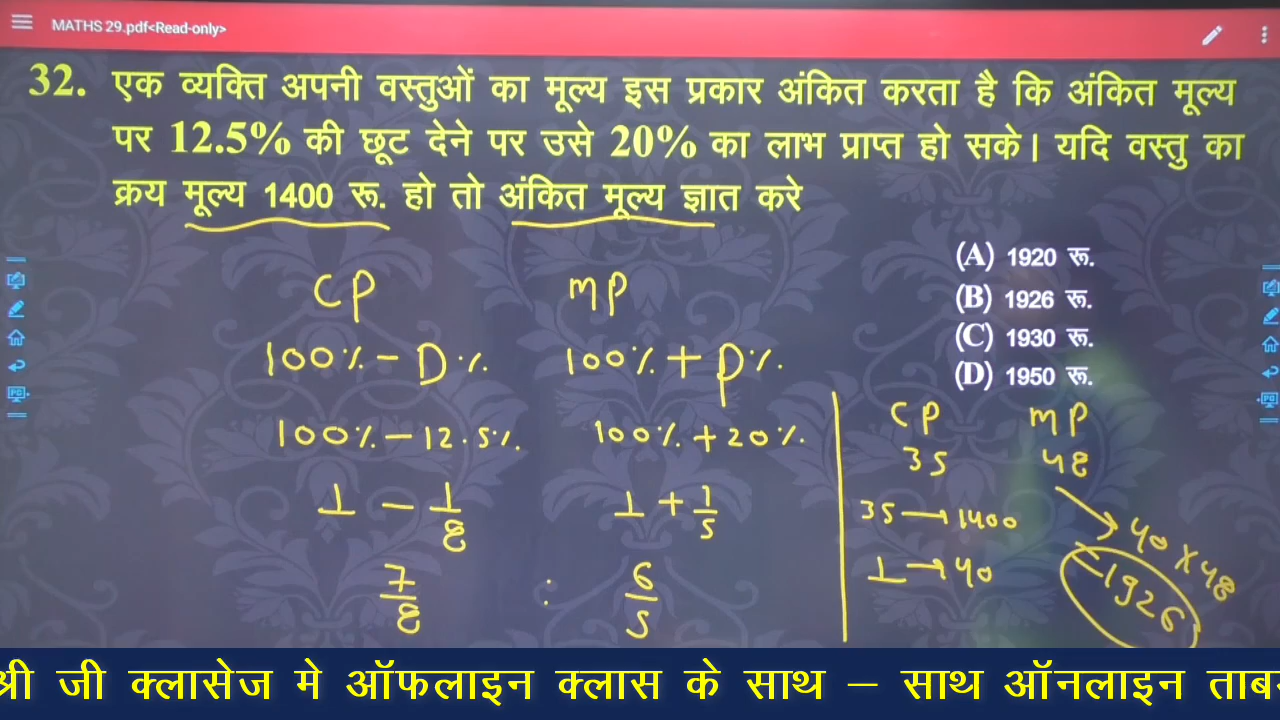 MATHS 29.pdf<Read-only>
32. एक व्यक्ति अपनी वस्तुओं का मूल्य इस प्रकार अंकित करता है कि अंकित मूल्य
पर 12.5% की छूट देने पर उसे 20% का लाभ प्राप्त हो सके। यदि वस्तु का
क्रय मूल्य 1400 रू. हो तो अंकित मूल्य ज्ञात करे
(A) 1920 रू.
(B) 1926 रू.
(C) 1930 रू.
(D) 1950 रू.
CP MP
100% - D% 100% + P%
100% - 12.5% 100% + 20%
1 - 1/8 1 + 1/5
7/8 : 6/5
CP MP
35 48
35 → 1400
1 → 40
40 × 48
= 1926
श्री जी क्लासेज मे ऑफलाइन क्लास के साथ – साथ ऑनलाइन